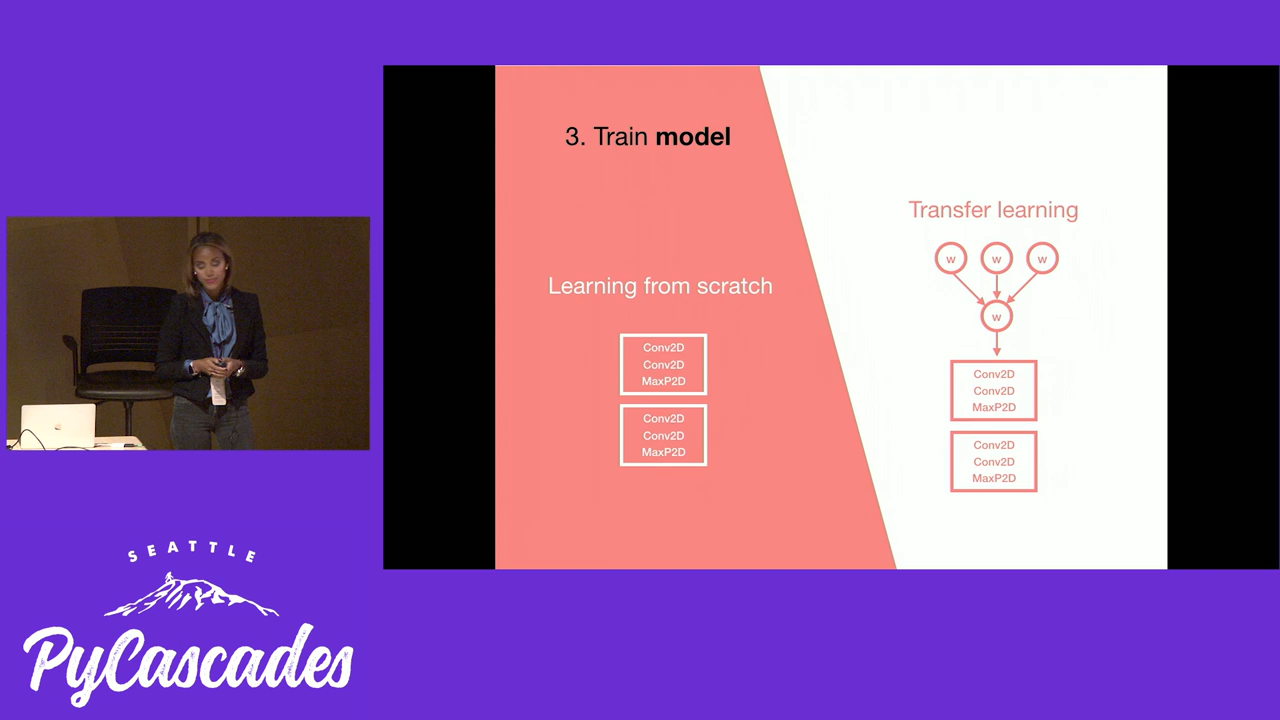 3. Train model
Learning from scratch
Conv2D
Conv2D
MaxP2D
Conv2D
Conv2D
MaxP2D
Transfer learning
w w w
w
Conv2D
Conv2D
MaxP2D
Conv2D
Conv2D
MaxP2D
SEATTLE
PyCascades